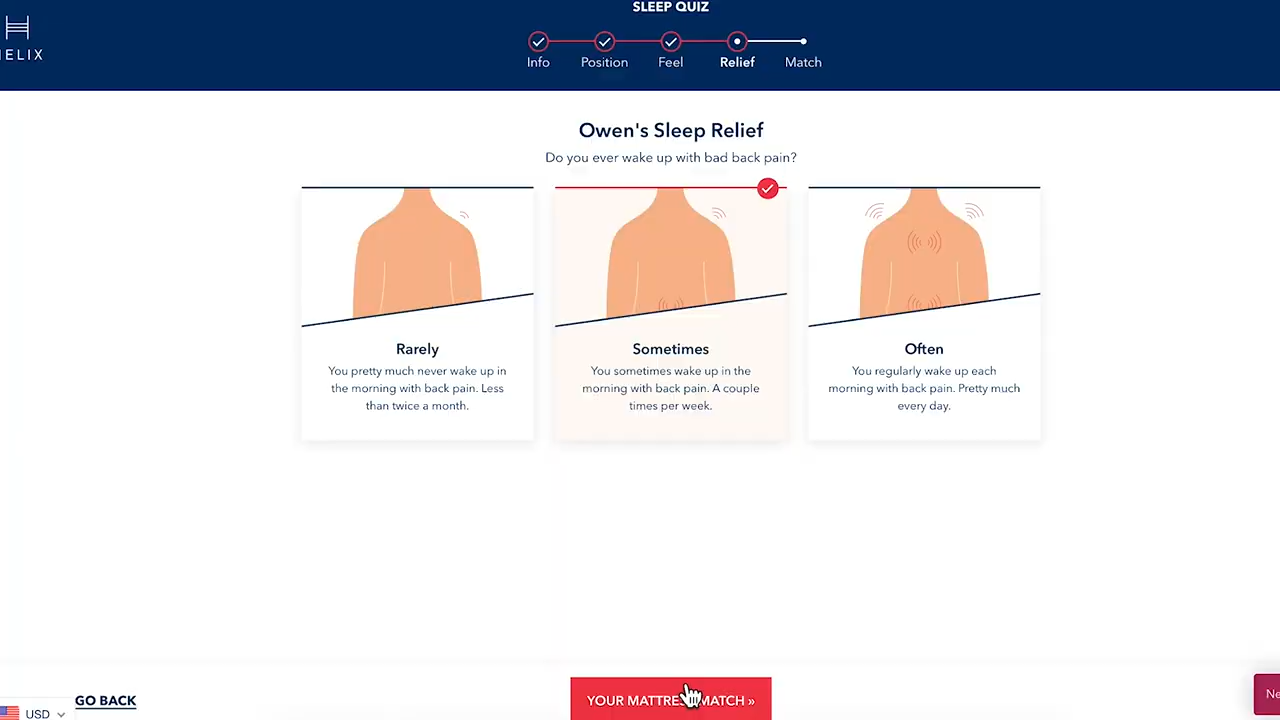 SLEEP QUIZ
Info
Position
Feel
Relief
Match
Owen's Sleep Relief
Do you ever wake up with bad back pain?
Rarely
You pretty much never wake up in
the morning with back pain. Less
than twice a month.
Sometimes
You sometimes wake up in the
morning with back pain. A couple
times per week.
Often
You regularly wake up each
morning with back pain. Pretty much
every day.
GO BACK
YOUR MATTRESS MATCH »
USD
Ne